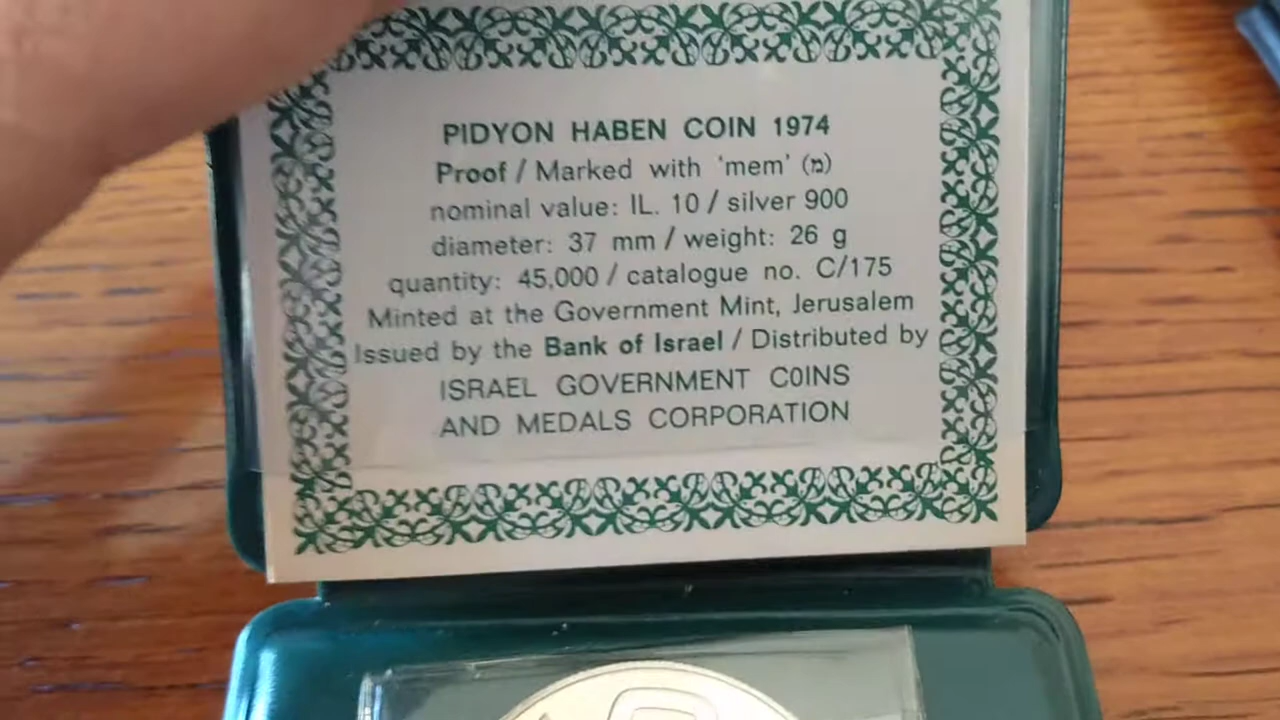 PIDYON HABEN COIN 1974
Proof / Marked with 'mem' (מ)
nominal value: IL. 10 / silver 900
diameter: 37 mm / weight: 26 g
quantity: 45,000 / catalogue no. C/175
Minted at the Government Mint, Jerusalem
Issued by the Bank of Israel / Distributed by
ISRAEL GOVERNMENT COINS
AND MEDALS CORPORATION